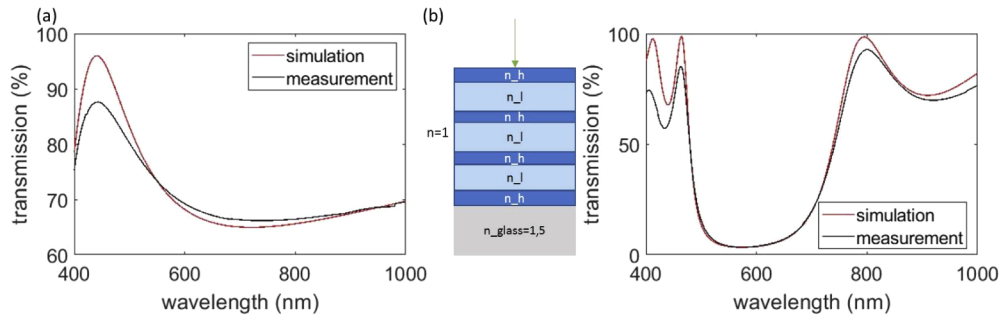 (a)
100
90
80
70
60
transmission (%)
simulation
measurement
400
600
800
1000
wavelength (nm)
(b)
n_h
n_l
n_h
n=1
n_l
n_h
n_l
n_h
n_glass=1,5
100
50
0
transmission (%)
simulation
measurement
400
600
800
1000
wavelength (nm)